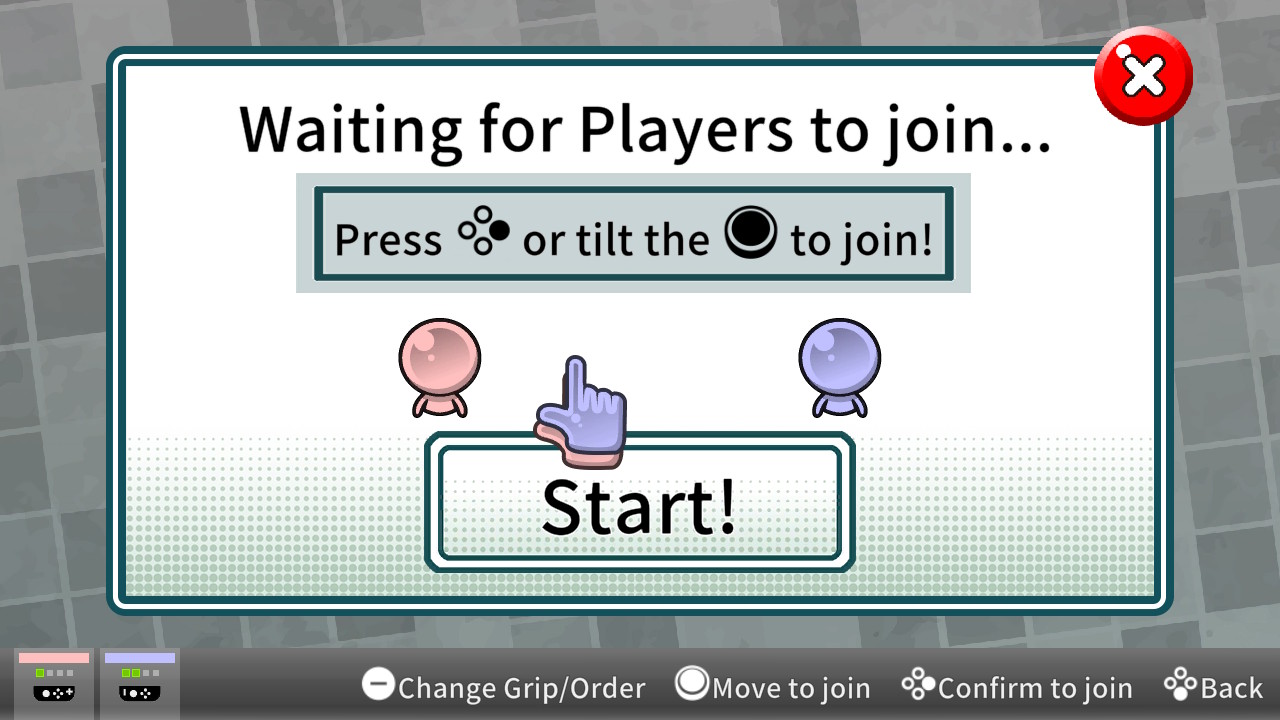 Waiting for Players to join...
Press or tilt the to join!
Start!
Change Grip/Order Move to join Confirm to join Back